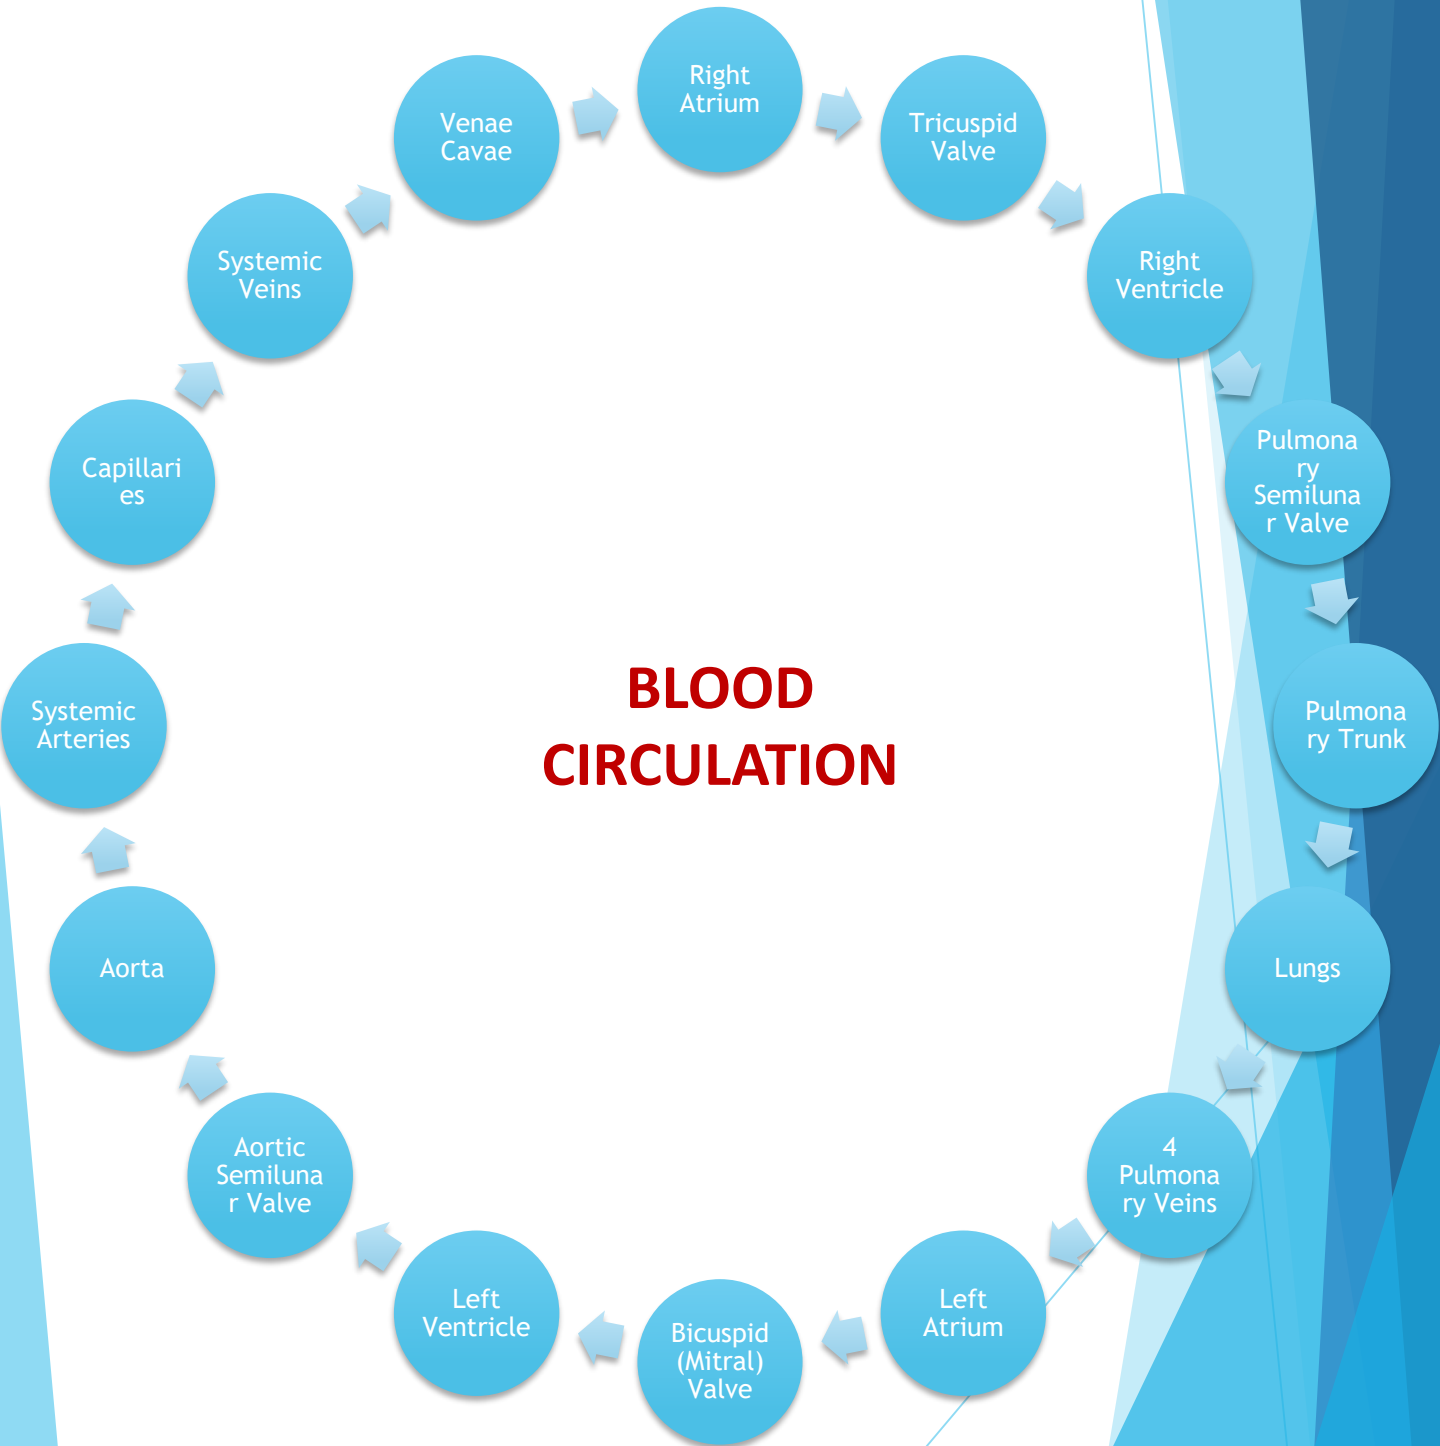 Right
Atrium
Tricuspid
Valve
Right
Ventricle
Pulmona
ry
Semiluna
r Valve
Pulmona
ry Trunk
Lungs
4
Pulmona
ry Veins
Left
Atrium
Bicuspid
(Mitral)
Valve
Left
Ventricle
Aortic
Semiluna
r Valve
Aorta
Systemic
Arteries
Capillari
es
Systemic
Veins
Venae
Cavae
BLOOD
CIRCULATION